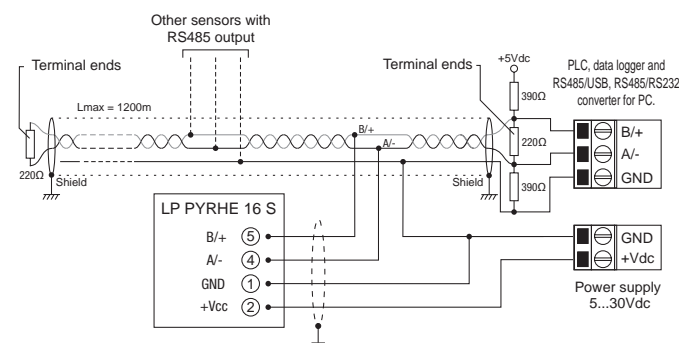 Other sensors with
RS485 output
Terminal ends
Terminal ends
+5Vdc
PLC, data logger and
RS485/USB, RS485/RS232
converter for PC.
Lmax = 1200m
390Ω
B/+
A/-
220Ω
B/+
A/-
GND
220Ω
Shield
Shield
390Ω
LP PYRHE 16 S
B/+ 5
A/- 4
GND 1
+Vcc 2
GND
+Vdc
Power supply
5...30Vdc